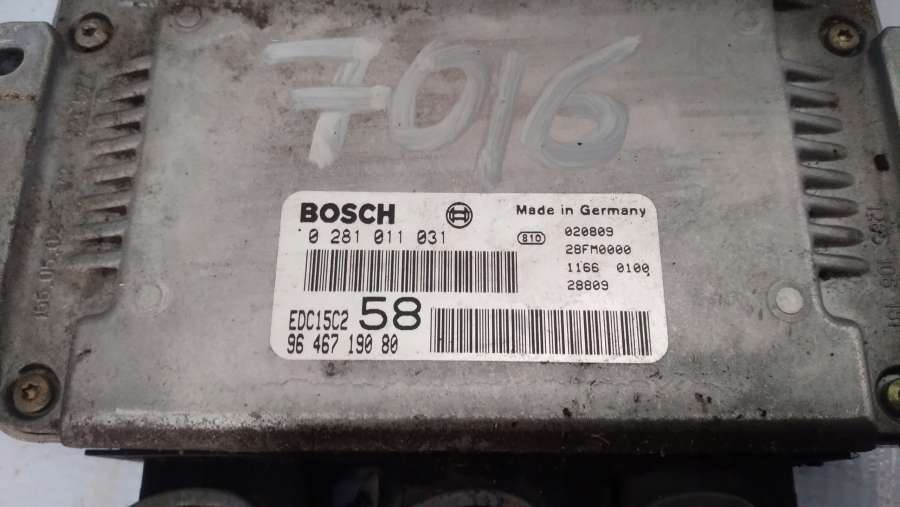 7016
BOSCH
Made in Germany
0 281 011 031
810
020809
28FM0000
1166 0100
28809
EDC15C2 58
96 467 190 80